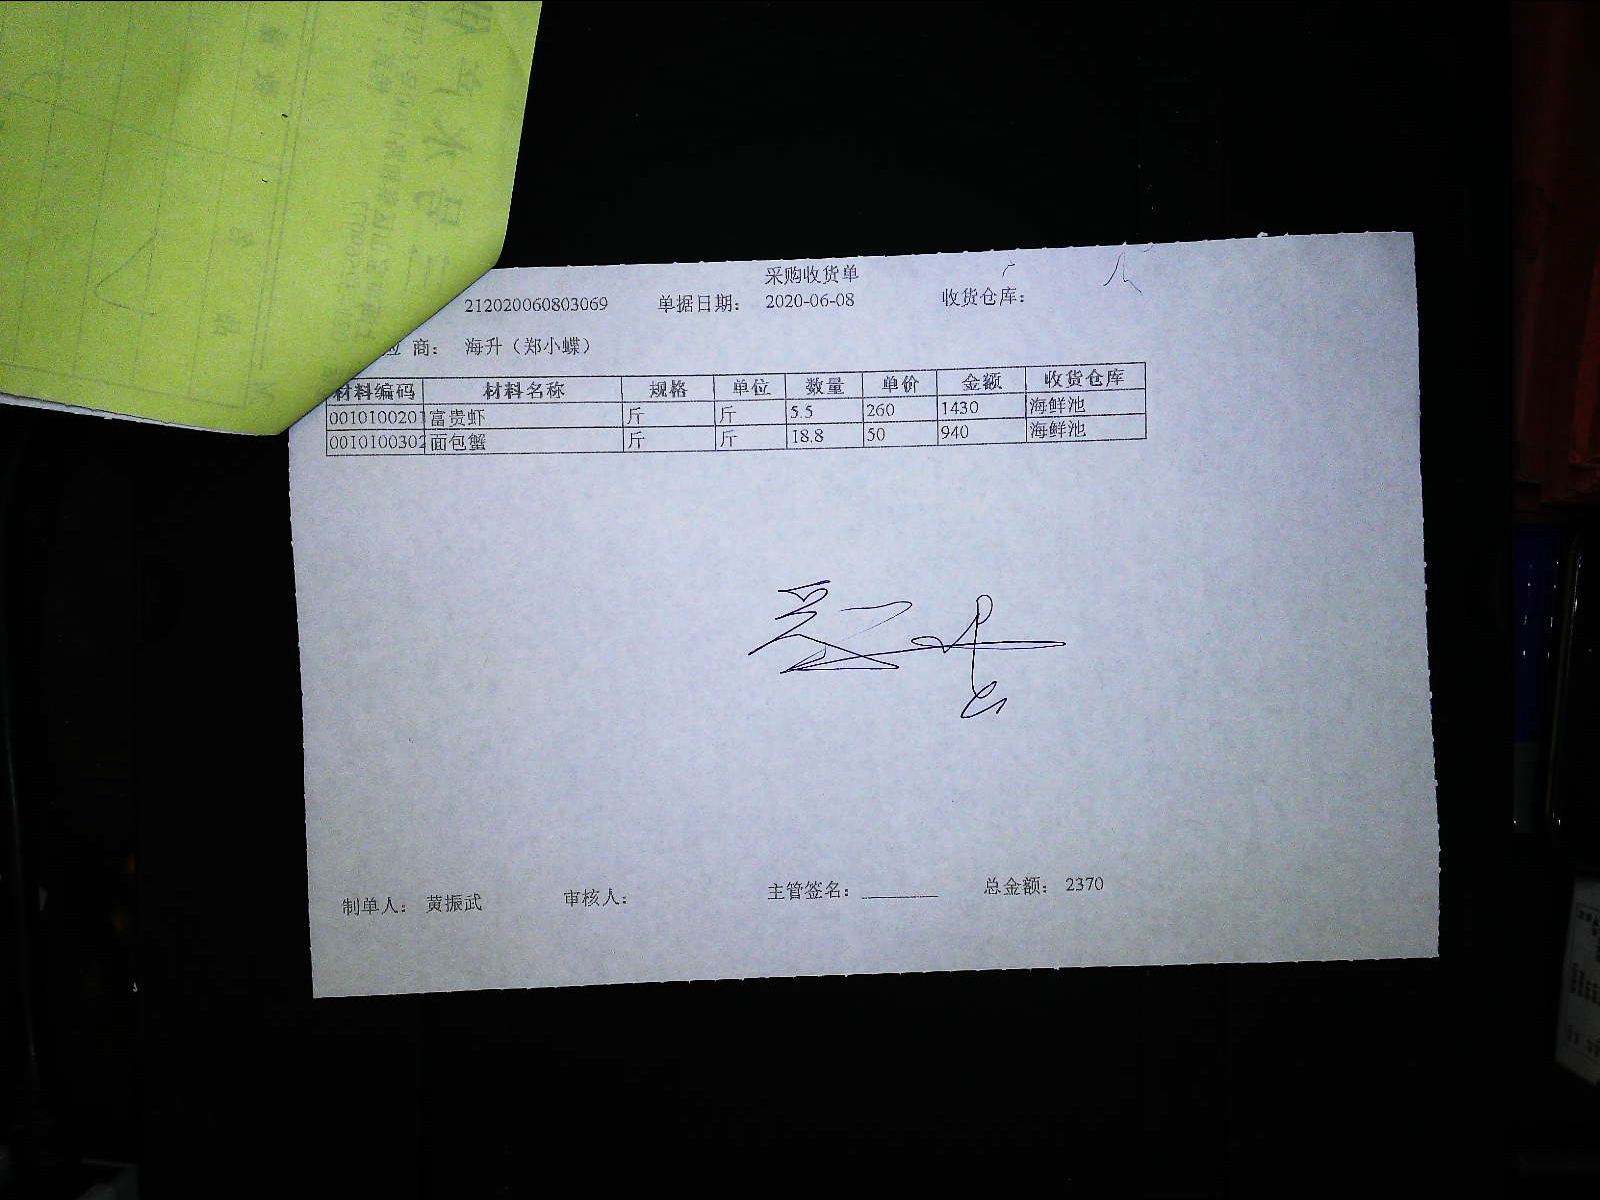 采购收货单
212020060803069 单据日期： 2020-06-08 收货仓库：
应 商： 海升（郑小蝶）
材料编码 材料名称 规格 单位 数量 单价 金额 收货仓库
0010100201 富贵虾 斤 斤 5.5 260 1430 海鲜池
0010100302 面包蟹 斤 斤 18.8 50 940 海鲜池
制单人： 黄振武 审核人： 主管签名： 总金额： 2370